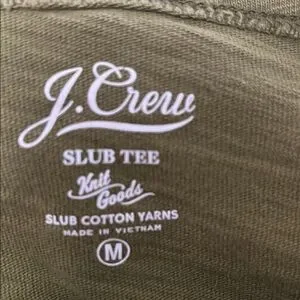 J.Crew
SLUB TEE
Knit
Goods
SLUB COTTON YARNS
MADE IN VIETNAM
M